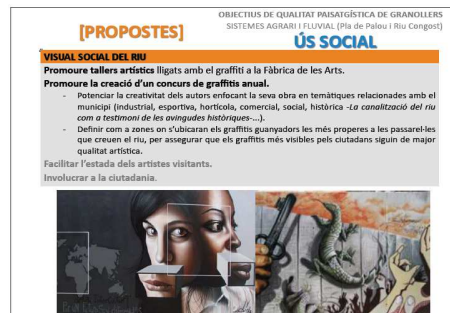 OBJECTIUS DE QUALITAT PAISATGÍSTICA DE GRANOLLERS
[PROPOSTES]
SISTEMES AGRARI I FLUVIAL (Pla de Palou i Riu Congost)
ÚS SOCIAL
VISUAL SOCIAL DEL RIU
Promoure tallers artístics lligats amb el graffiti a la Fàbrica de les Arts.
Promoure la creació d'un concurs de graffitis anual.
- Potenciar la creativitat dels autors enfocant la seva obra en temàtiques relacionades amb el
municipi (industrial, esportiva, hortícola, comercial, social, històrica -La canalització del riu
com a testimoni de les avingudes històriques-...).
- Definir com a zones on s'ubicaran els graffitis guanyadors les més properes a les passarel·les
que creuen el riu, per assegurar que els graffitis més visibles pels ciutadans siguin de major
qualitat artística.
Facilitar l'estada dels artistes visitants.
Involucrar a la ciutadania.